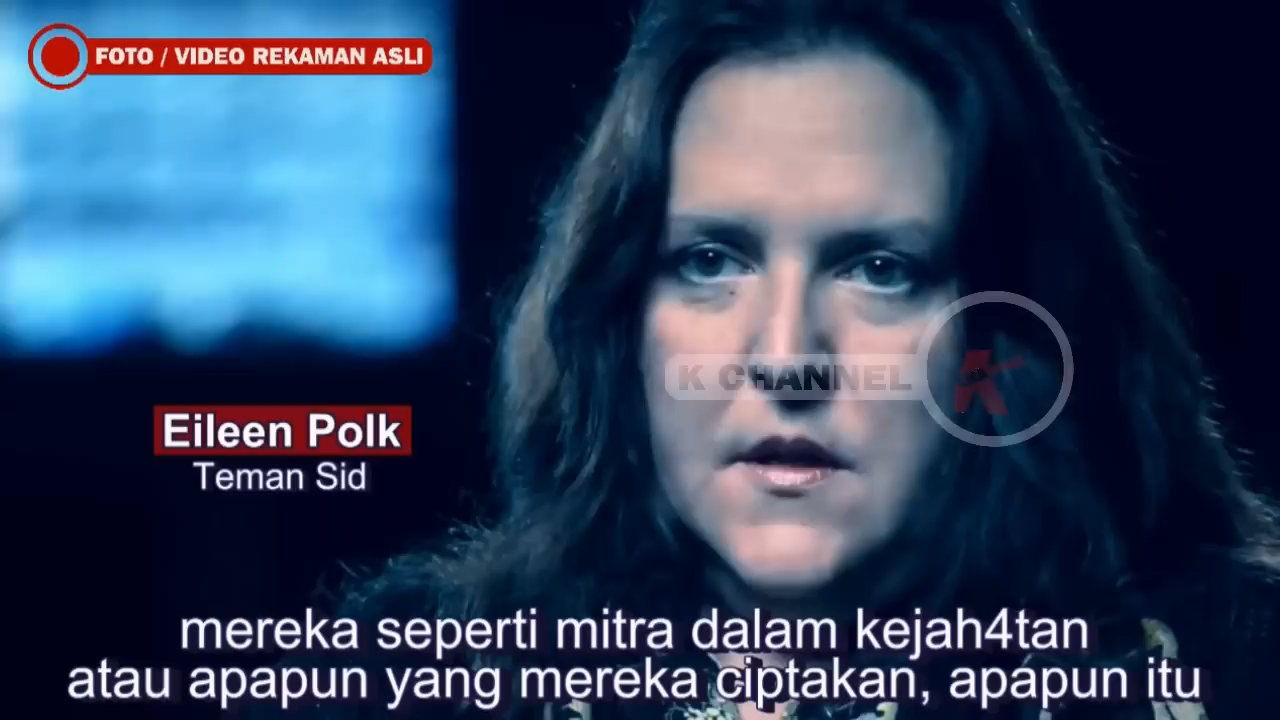 FOTO / VIDEO REKAMAN ASLI
K CHANNEL
K
Eileen Polk
Teman Sid
mereka seperti mitra dalam kejah4tan
atau apapun yang mereka ciptakan, apapun itu